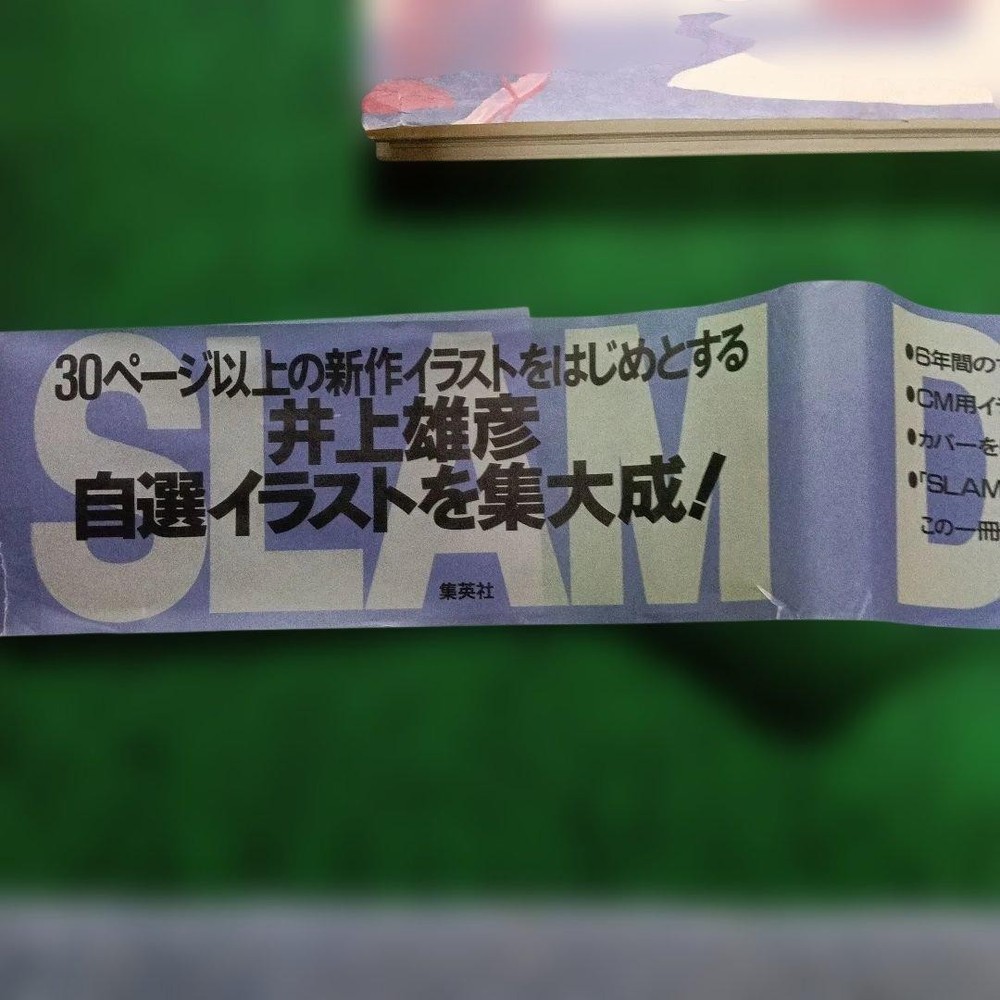 SLAM D
30ページ以上の新作イラストをはじめとする
井上雄彦
自選イラストを集大成!
集英社
●6年間の
●CM用イ
●カバーを
●「SLAM
この一冊